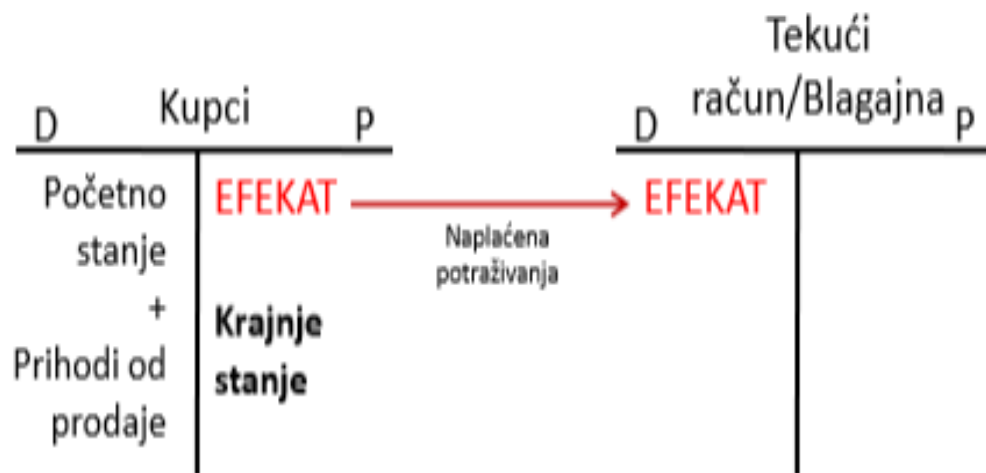 Kupci
D
P
Početno
stanje
+
Prihodi od
prodaje
EFEKAT
Krajnje
stanje
Naplaćena
potraživanja
Tekući
račun/Blagajna
D
P
EFEKAT